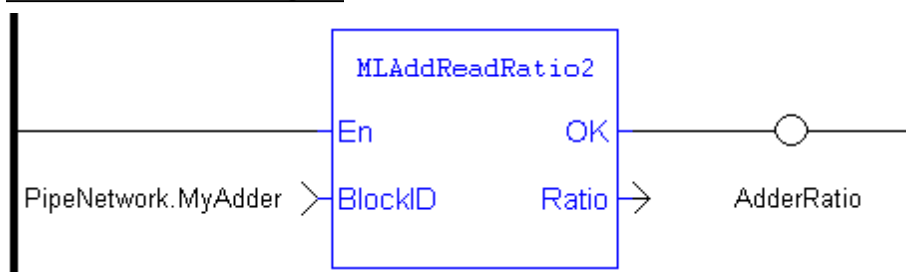 MLAddReadRatio2
En OK
PipeNetwork.MyAdder BlockID Ratio AdderRatio